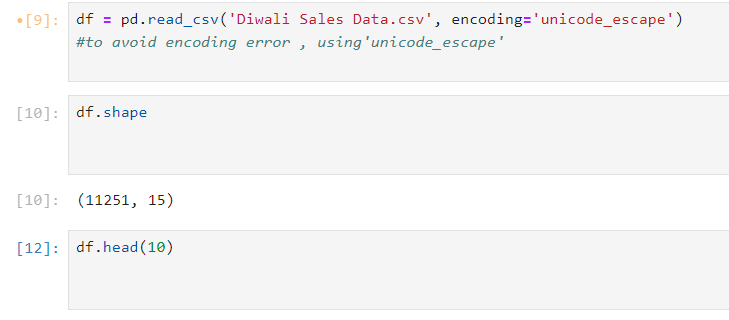 •[9]: df = pd.read_csv('Diwali Sales Data.csv', encoding='unicode_escape')
#to avoid encoding error , using'unicode_escape'
[10]: df.shape
[10]: (11251, 15)
[12]: df.head(10)